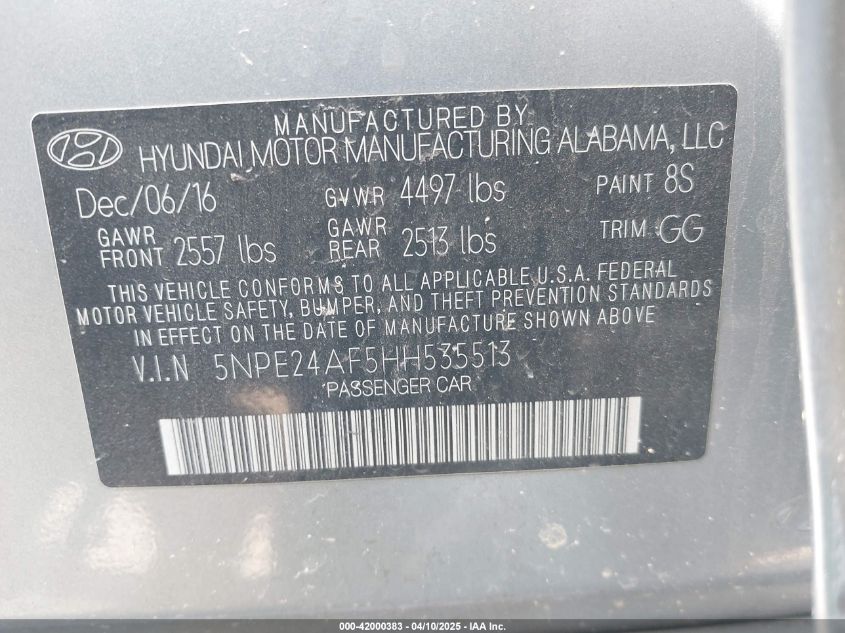 MANUFACTURED BY
HYUNDAI MOTOR MANUFACTURING ALABAMA, LLC
Dec/06/16 GVWR 4497 lbs PAINT 8S
GAWR FRONT 2557 lbs GAWR REAR 2513 lbs TRIM GG
THIS VEHICLE CONFORMS TO ALL APPLICABLE U.S.A. FEDERAL
MOTOR VEHICLE SAFETY, BUMPER, AND THEFT PREVENTION STANDARDS
IN EFFECT ON THE DATE OF MANUFACTURE SHOWN ABOVE
V.I.N 5NPE24AF5HH535513
PASSENGER CAR
000-42000383 - 04/10/2025 - IAA Inc.